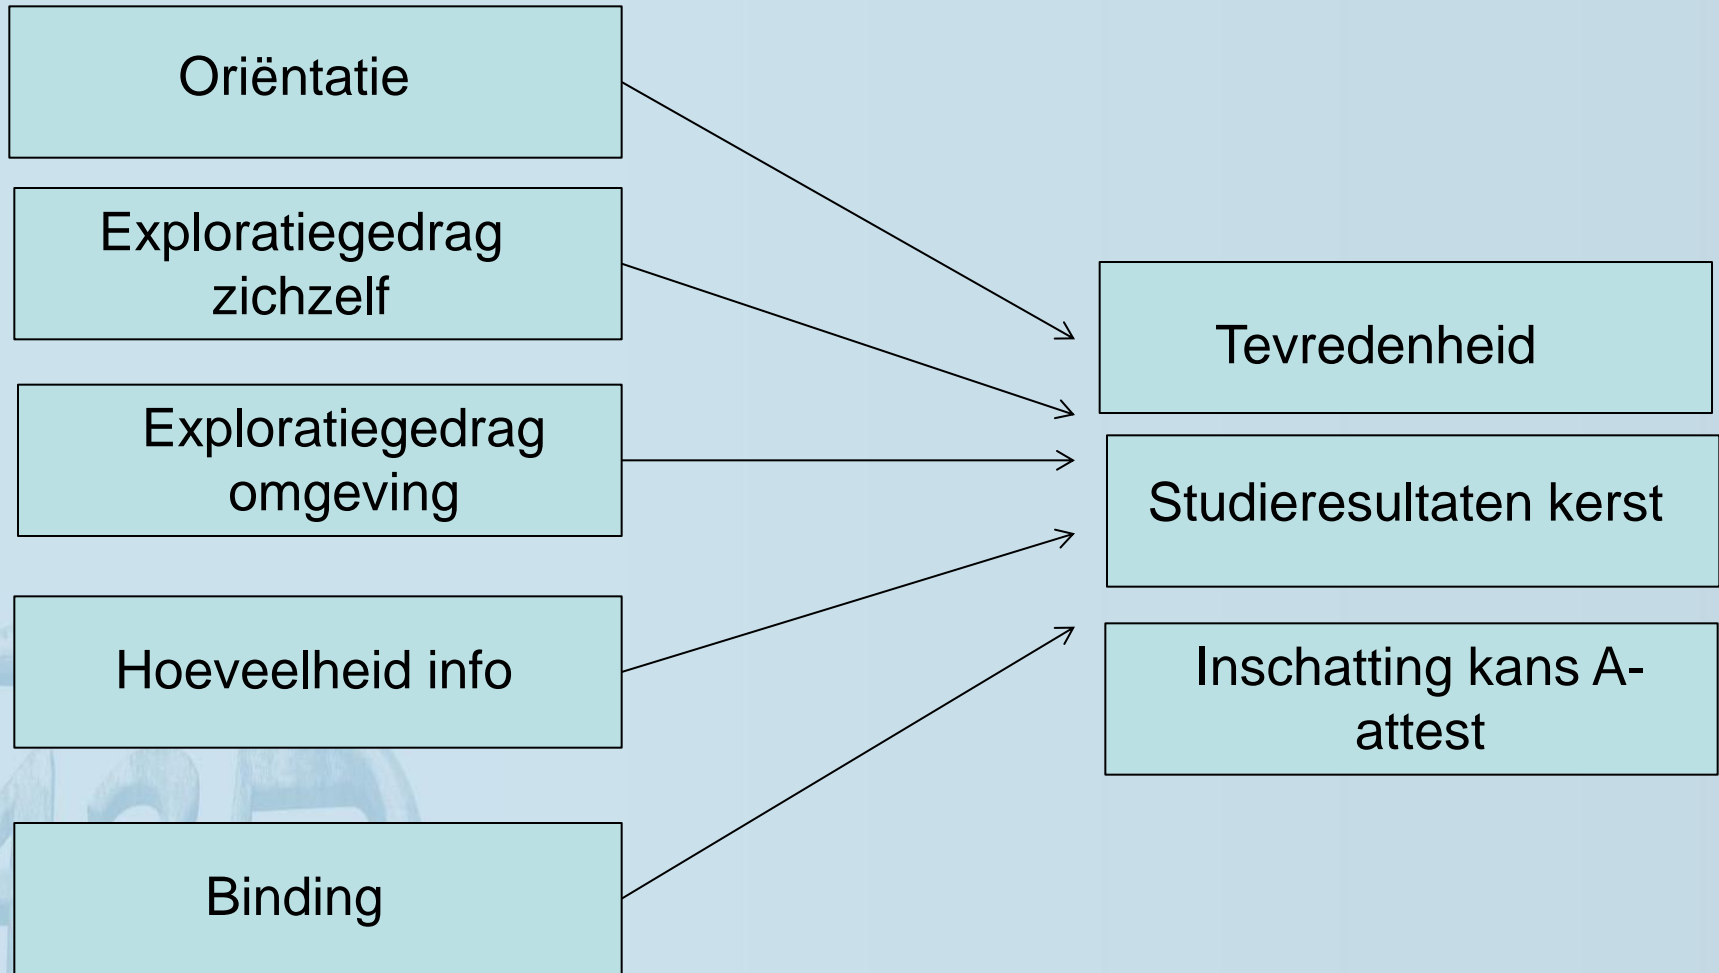 Oriëntatie
Exploratiegedrag
zichzelf
Exploratiegedrag
omgeving
Hoeveelheid info
Binding
Tevredenheid
Studieresultaten kerst
Inschatting kans A-
attest